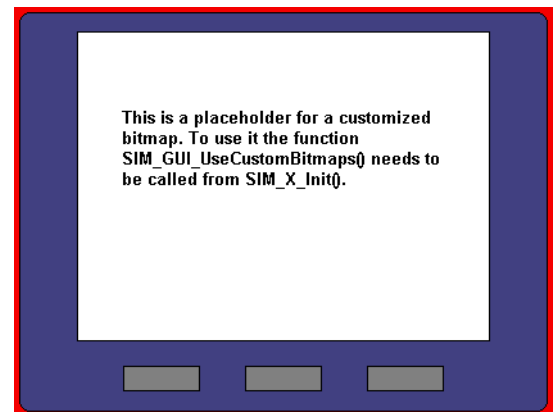 This is a placeholder for a customized
bitmap. To use it the function
SIM_GUI_UseCustomBitmaps() needs to
be called from SIM_X_Init().